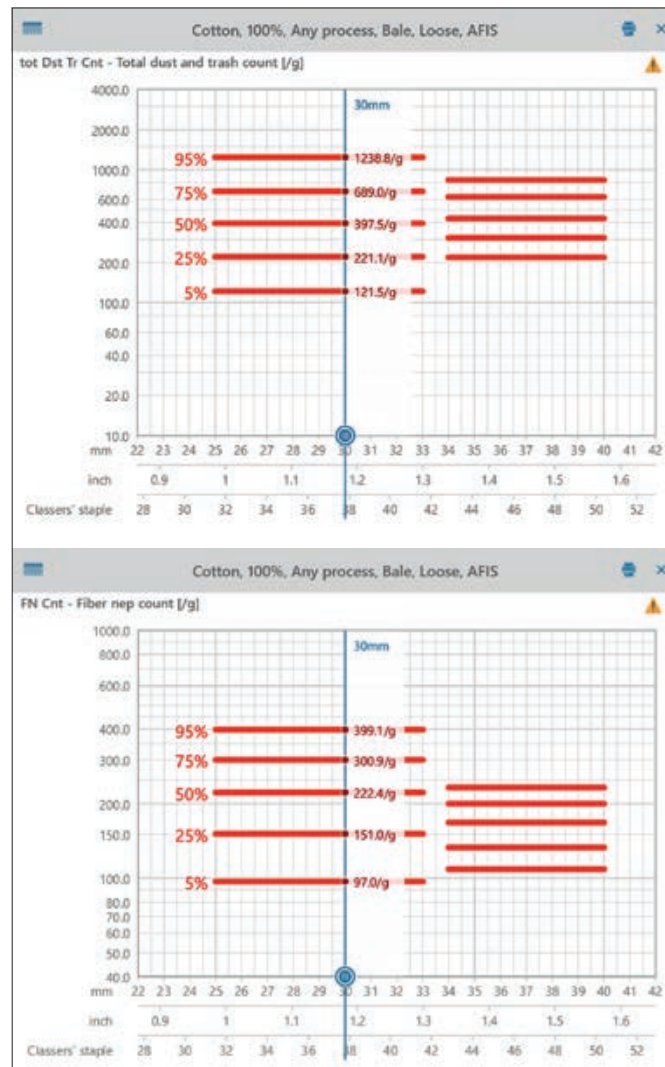 Cotton, 100%, Any process, Bale, Loose, AFIS
tot Dst Tr Cnt - Total dust and trash count [/g]
4000.0
30mm
2000.0
95% 1238.8/g
1000.0
75% 689.0/g
600.0
50% 397.5/g
400.0
25% 221.1/g
200.0
5% 121.5/g
100.0
60.0
40.0
20.0
10.0
mm 22 23 24 25 26 27 28 29 30 31 32 33 34 35 36 37 38 39 40 41 42
inch 0.9 1 1.1 1.2 1.3 1.4 1.5 1.6
Classers' staple 28 30 32 34 36 38 40 42 44 46 48 50 52
Cotton, 100%, Any process, Bale, Loose, AFIS
FN Cnt - Fiber nep count [/g]
1000.0
30mm
800.0
600.0
95% 399.1/g
400.0
75% 300.9/g
300.0
50% 222.4/g
200.0
25% 151.0/g
150.0
5% 97.0/g
100.0
80.0
70.0
60.0
50.0
40.0
mm 22 23 24 25 26 27 28 29 30 31 32 33 34 35 36 37 38 39 40 41 42
inch 0.9 1 1.1 1.2 1.3 1.4 1.5 1.6
Classers' staple 28 30 32 34 36 38 40 42 44 46 48 50 52